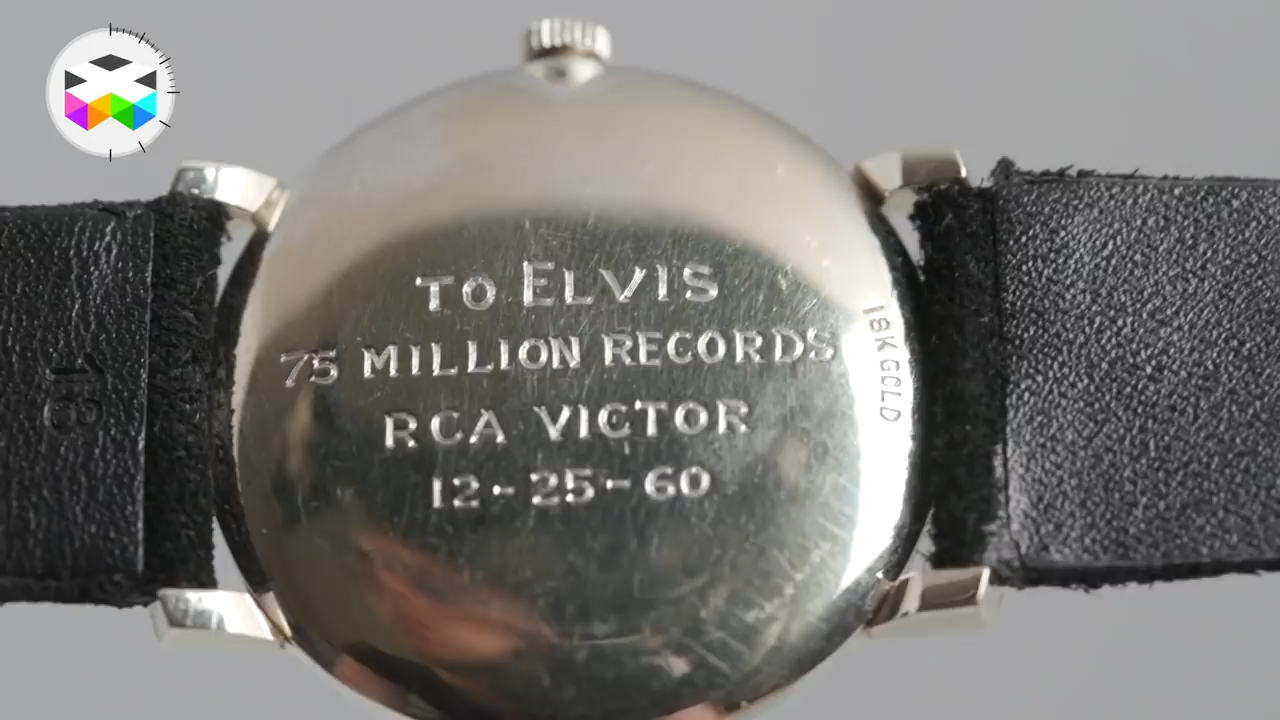 TO ELVIS
75 MILLION RECORDS
RCA VICTOR
12-25-60
18K GOLD
18